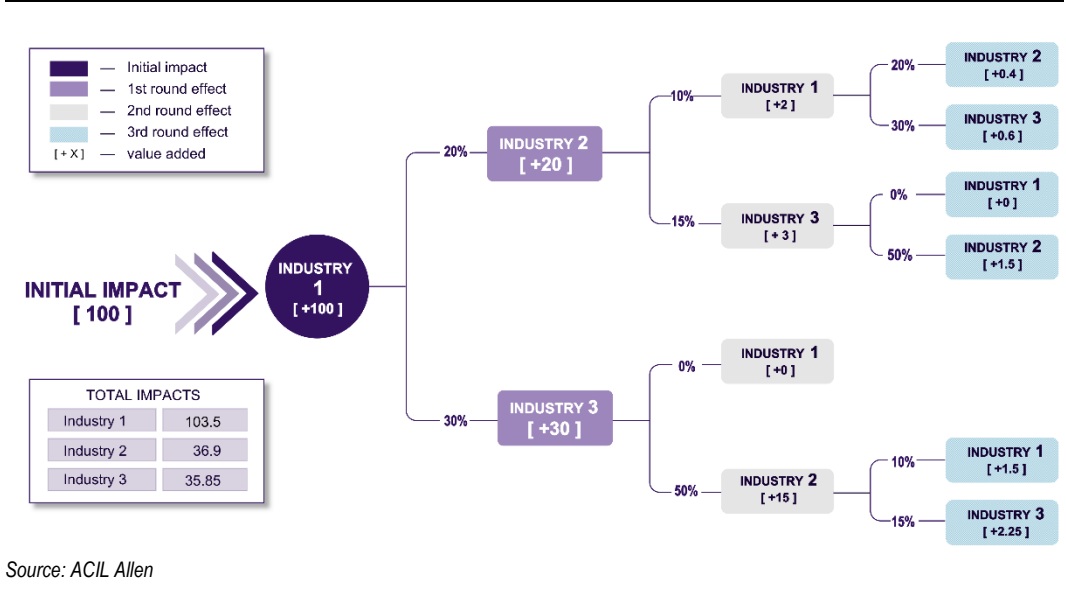 — Initial impact
— 1st round effect
— 2nd round effect
— 3rd round effect
[ + X ] — value added
INITIAL IMPACT
[ 100 ]
INDUSTRY
1
[ +100 ]
20%
INDUSTRY 2
[ +20 ]
10%
INDUSTRY 1
[ +2 ]
20%
INDUSTRY 2
[ +0.4 ]
30%
INDUSTRY 3
[ +0.6 ]
15%
INDUSTRY 3
[ + 3 ]
0%
INDUSTRY 1
[ +0 ]
50%
INDUSTRY 2
[ +1.5 ]
30%
INDUSTRY 3
[ +30 ]
0%
INDUSTRY 1
[ +0 ]
50%
INDUSTRY 2
[ +15 ]
10%
INDUSTRY 1
[ +1.5 ]
15%
INDUSTRY 3
[ +2.25 ]
TOTAL IMPACTS
Industry 1 103.5
Industry 2 36.9
Industry 3 35.85
Source: ACIL Allen